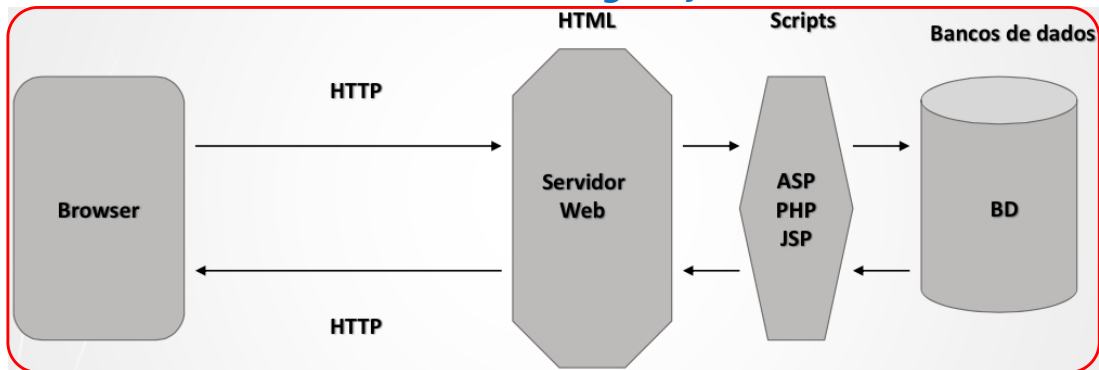 HTML
Scripts
Bancos de dados
HTTP
Browser
Servidor
Web
ASP
PHP
JSP
BD
HTTP